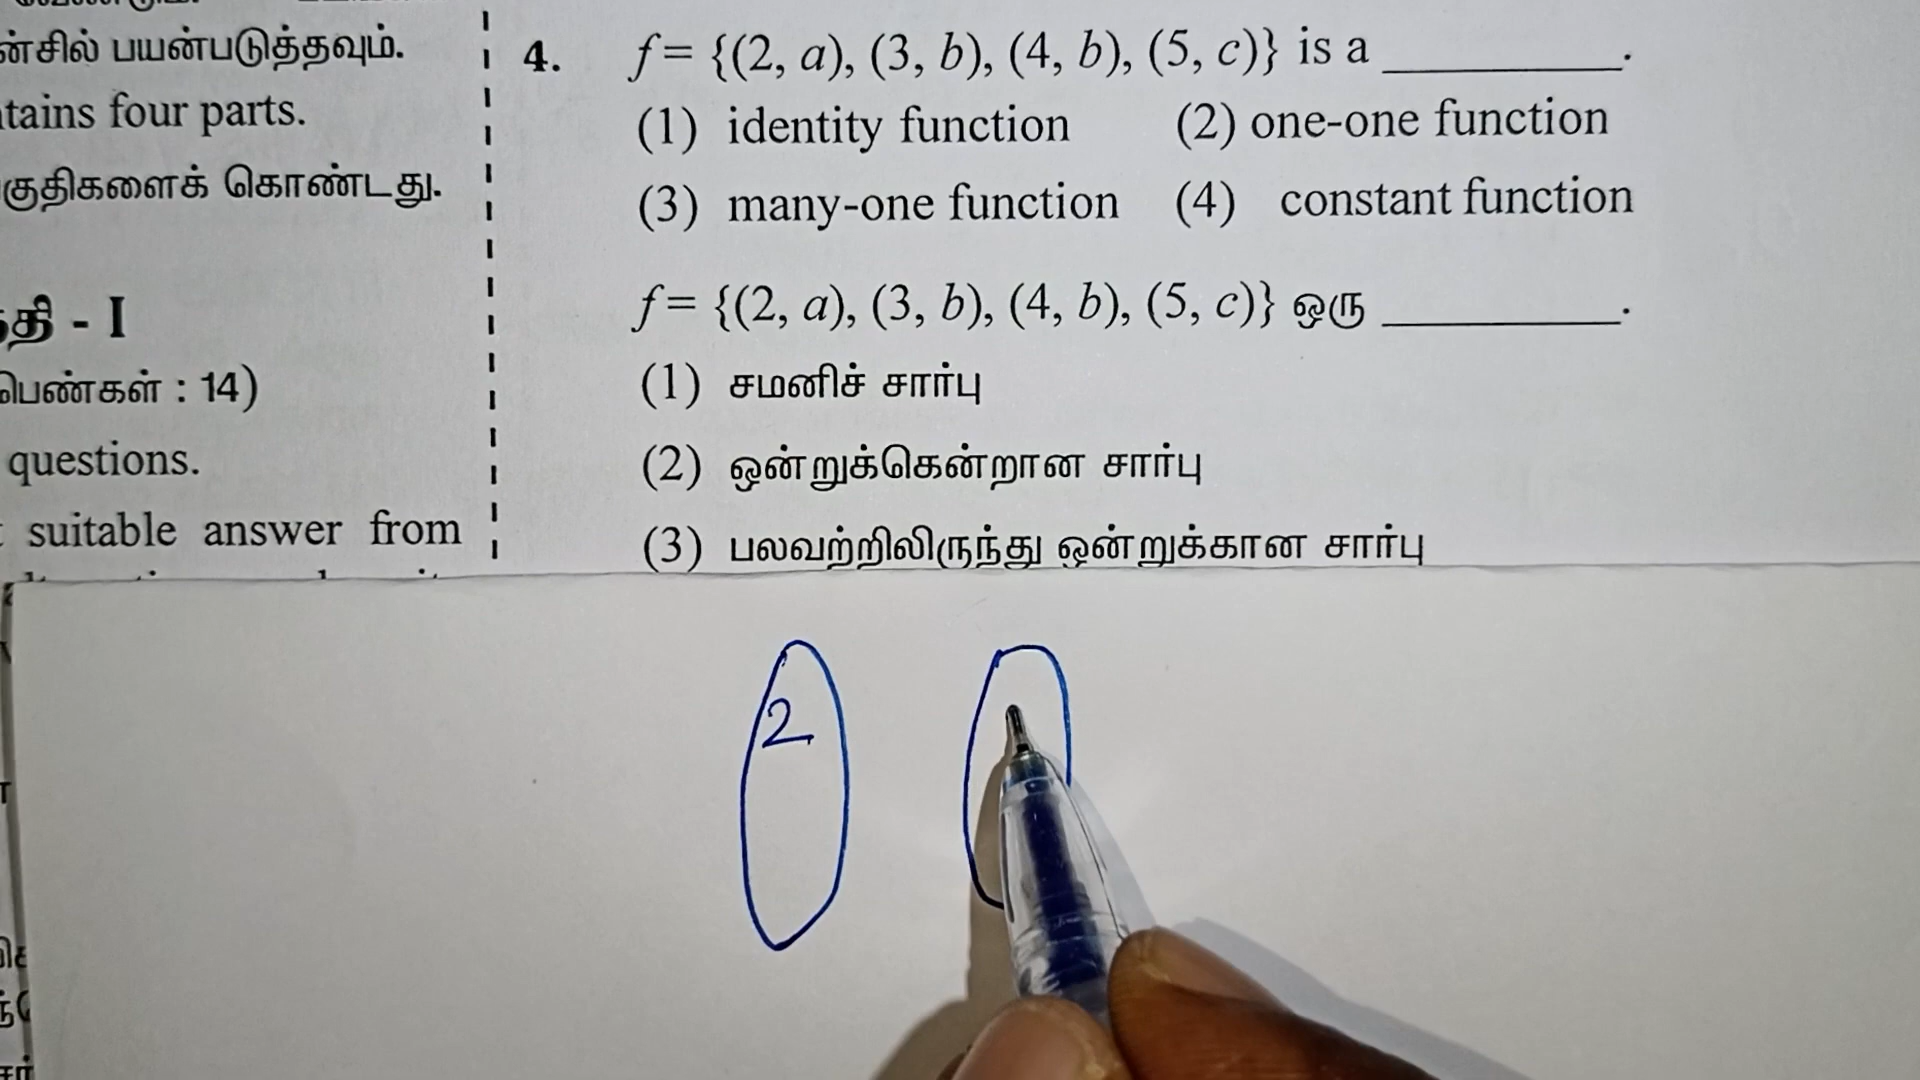 ன்சில் பயன்படுத்தவும்.
tains four parts.
குதிகளைக் கொண்டது.
தி - I
பெண்கள் : 14)
questions.
suitable answer from
4. f = {(2, a), (3, b), (4, b), (5, c)} is a __________.
(1) identity function (2) one-one function
(3) many-one function (4) constant function
f = {(2, a), (3, b), (4, b), (5, c)} ஒரு __________.
(1) சமனிச் சார்பு
(2) ஒன்றுக்கென்றான சார்பு
(3) பலவற்றிலிருந்து ஒன்றுக்கான சார்பு
2